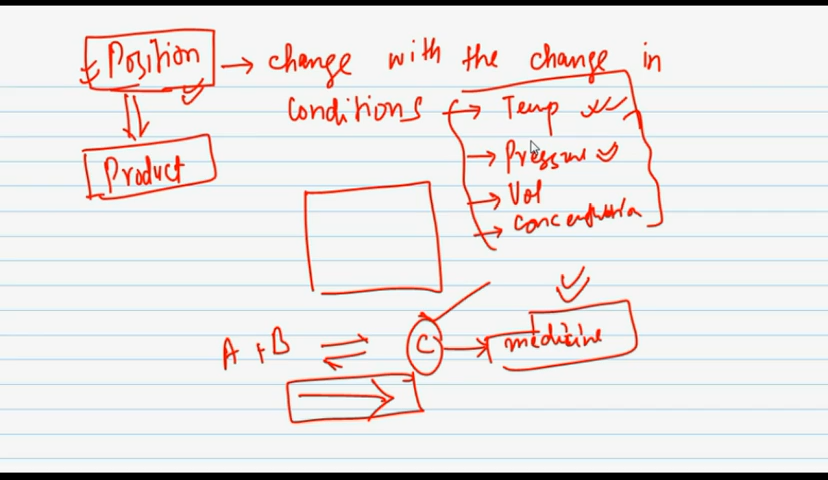 Position → change with the change in
conditions → Temp
→ Pressure
Product
→ Vol
→ Concentration
A + B ⇌ C → medicine